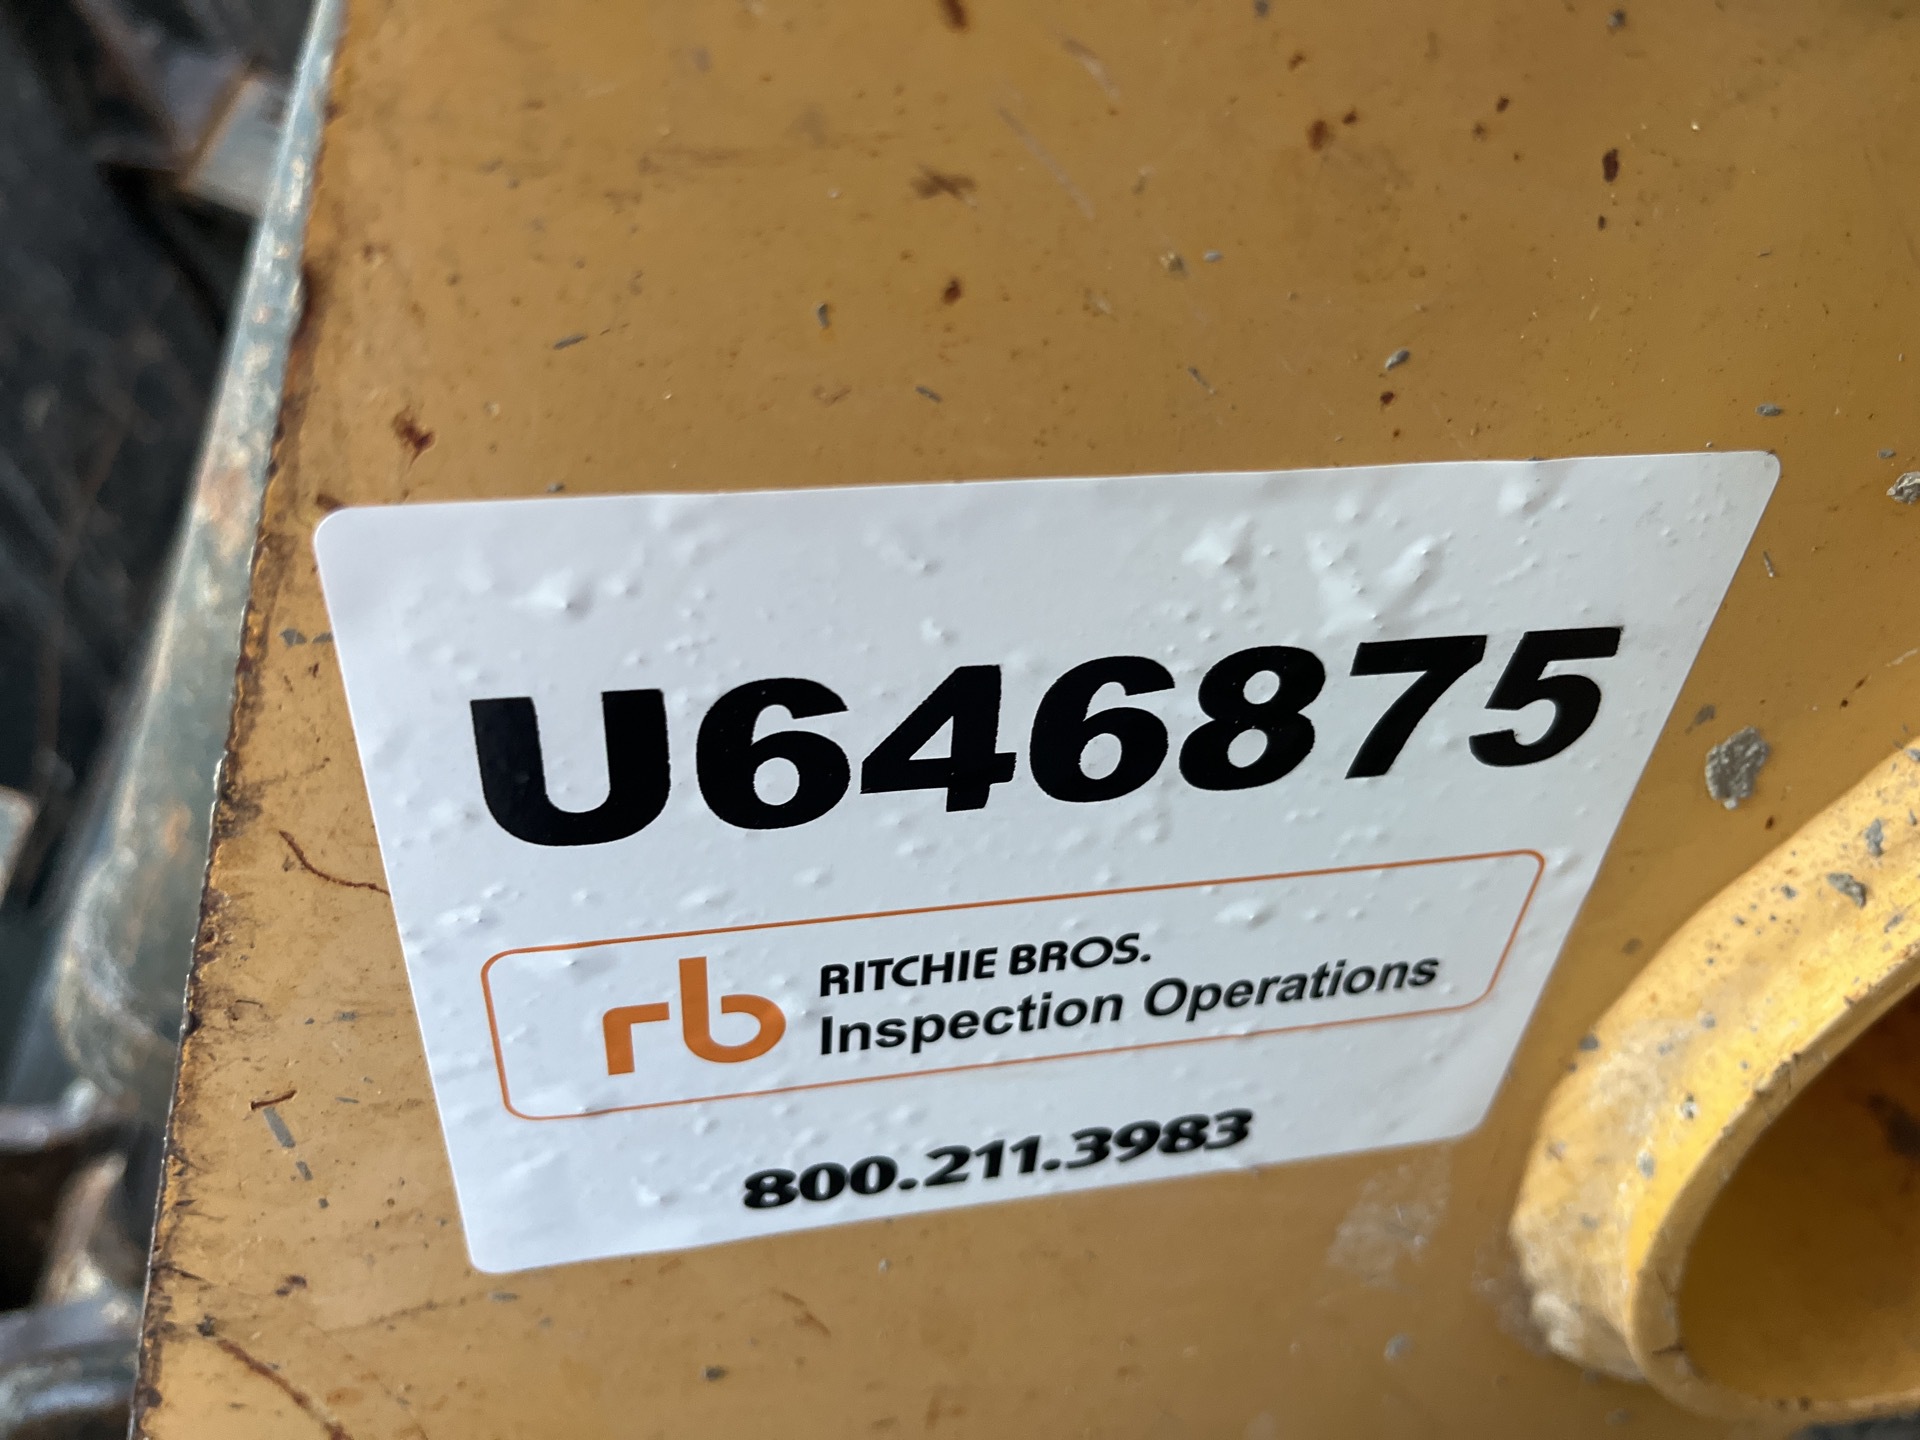 U646875
rb
RITCHIE BROS.
Inspection Operations
800.211.3983